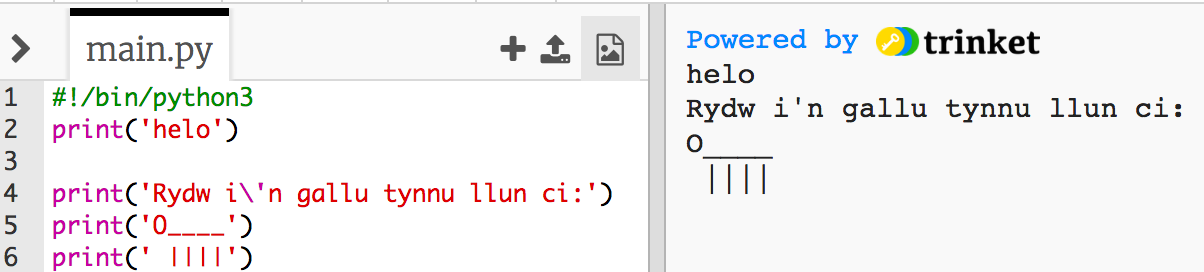 main.py
1 #!/bin/python3
2 print('helo')
3
4 print('Rydw i\'n gallu tynnu llun ci:')
5 print('O____')
6 print(' ||||')
Powered by trinket
helo
Rydw i'n gallu tynnu llun ci:
O____
 ||||